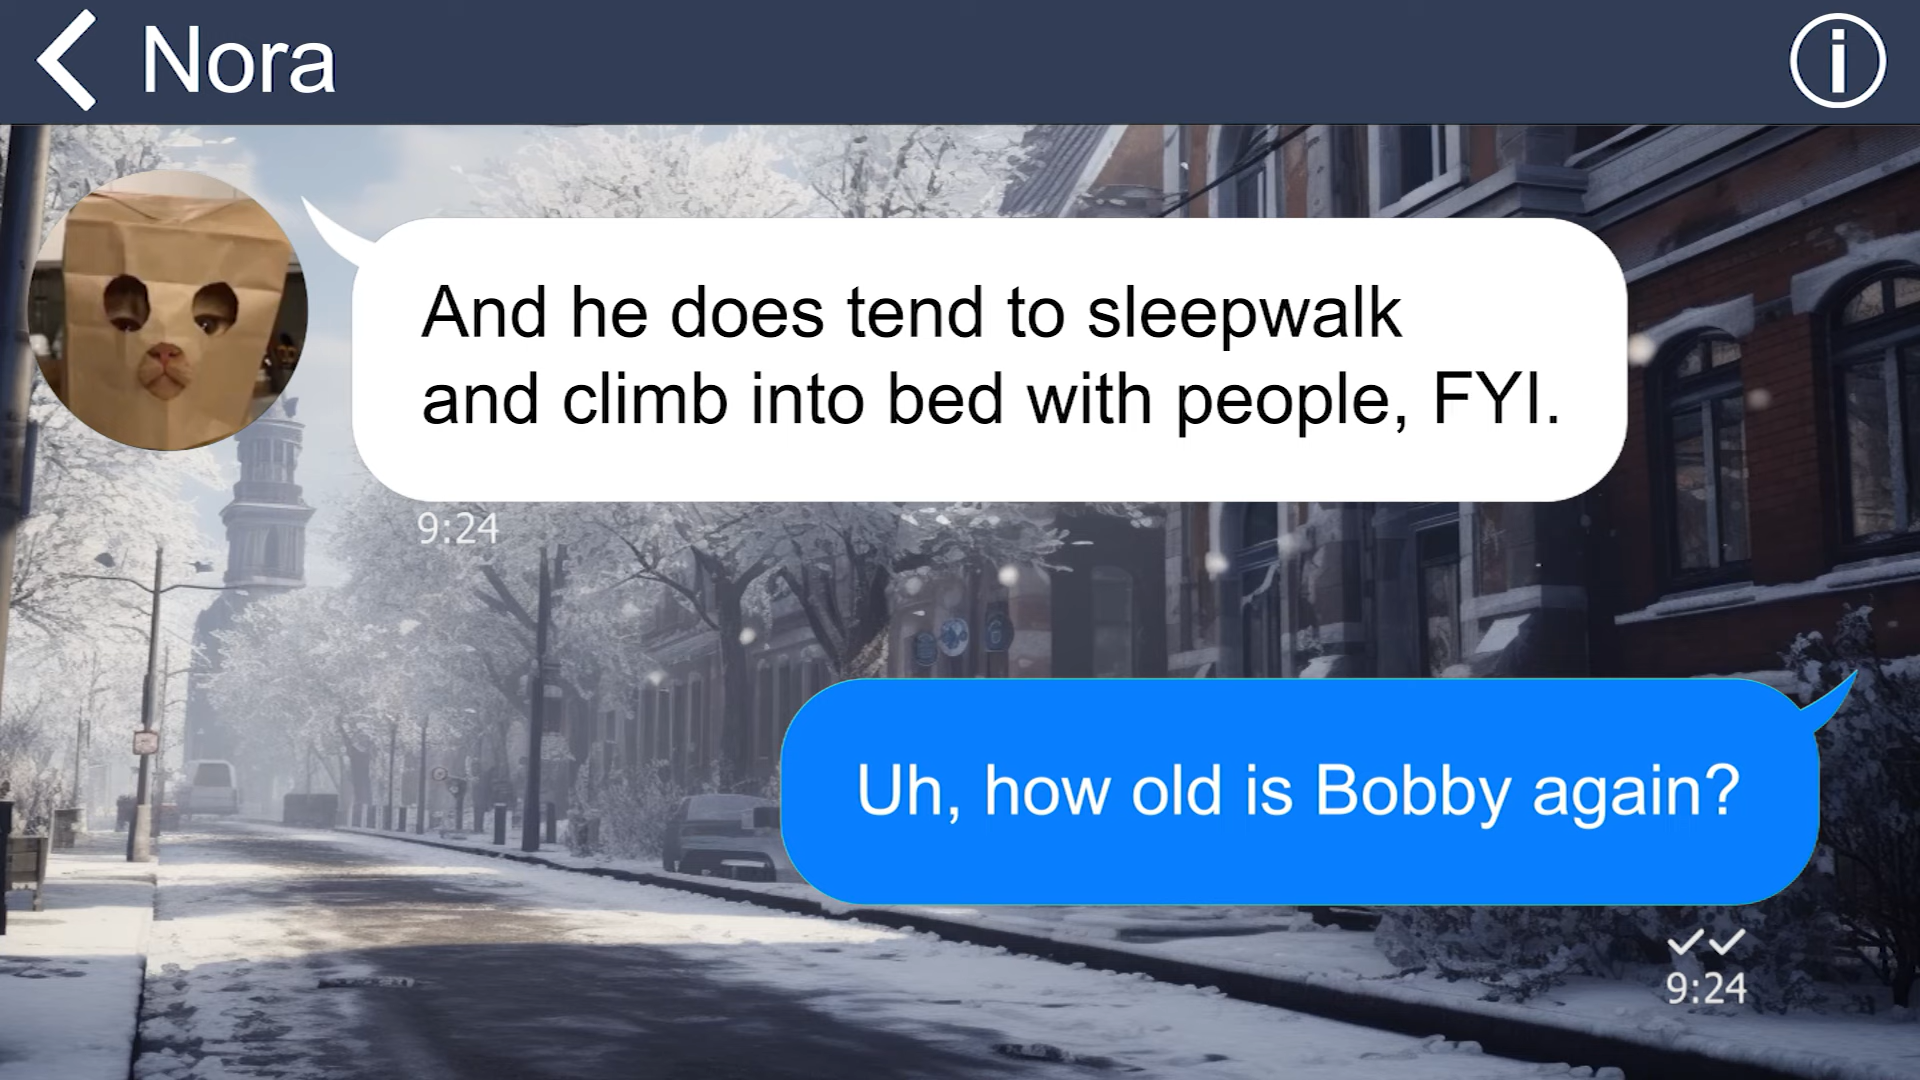 Nora
And he does tend to sleepwalk
and climb into bed with people, FYI.
9:24
Uh, how old is Bobby again?
9:24